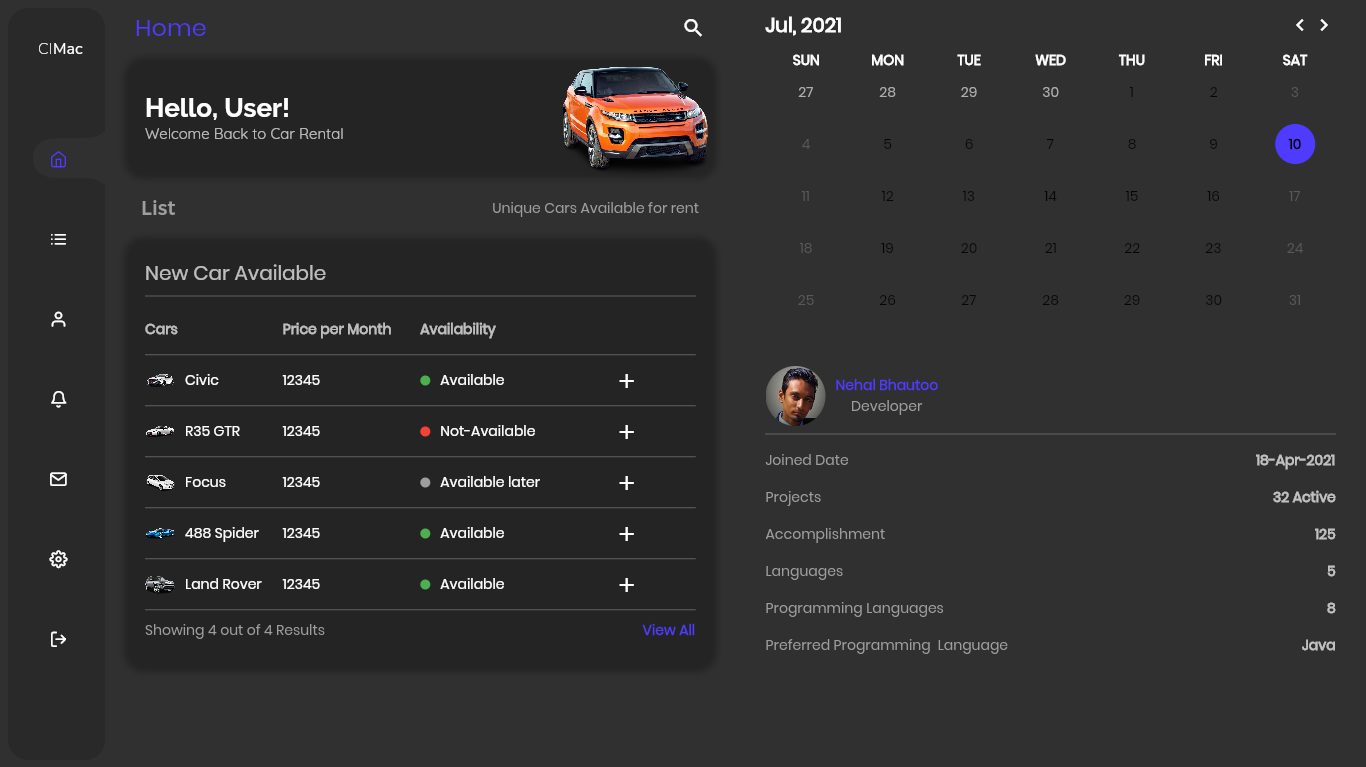 CIMac
Home
Hello, User!
Welcome Back to Car Rental
List
Unique Cars Available for rent
New Car Available
Cars Price per Month Availability
Civic 12345 Available +
R35 GTR 12345 Not-Available +
Focus 12345 Available later +
488 Spider 12345 Available +
Land Rover 12345 Available +
Showing 4 out of 4 Results View All
Jul, 2021
SUN MON TUE WED THU FRI SAT
27 28 29 30 1 2 3
4 5 6 7 8 9 10
11 12 13 14 15 16 17
18 19 20 21 22 23 24
25 26 27 28 29 30 31
Nehal Bhautoo
Developer
Joined Date 18-Apr-2021
Projects 32 Active
Accomplishment 125
Languages 5
Programming Languages 8
Preferred Programming  Language Java